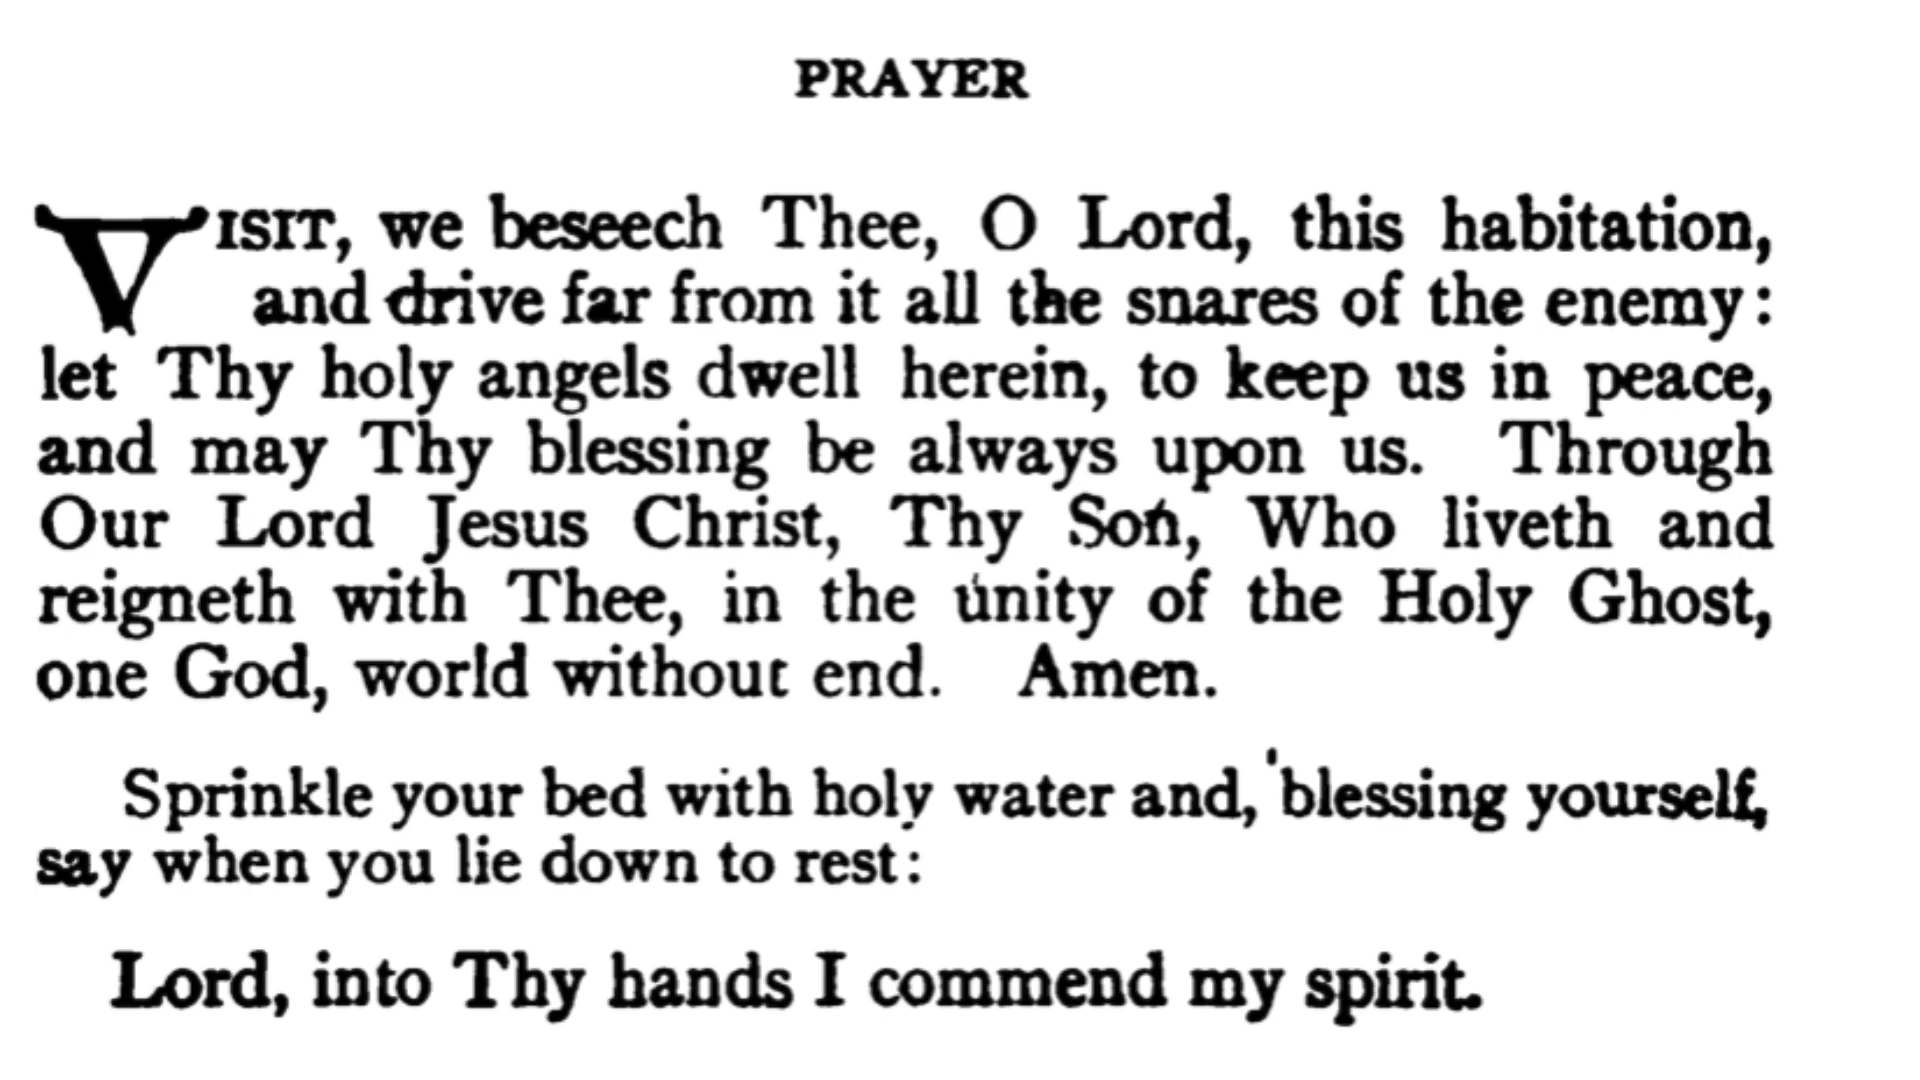 PRAYER
VISIT, we beseech Thee, O Lord, this habitation,
and drive far from it all the snares of the enemy:
let Thy holy angels dwell herein, to keep us in peace,
and may Thy blessing be always upon us. Through
Our Lord Jesus Christ, Thy Son, Who liveth and
reigneth with Thee, in the unity of the Holy Ghost,
one God, world without end. Amen.
Sprinkle your bed with holy water and, blessing yourself,
say when you lie down to rest:
Lord, into Thy hands I commend my spirit.